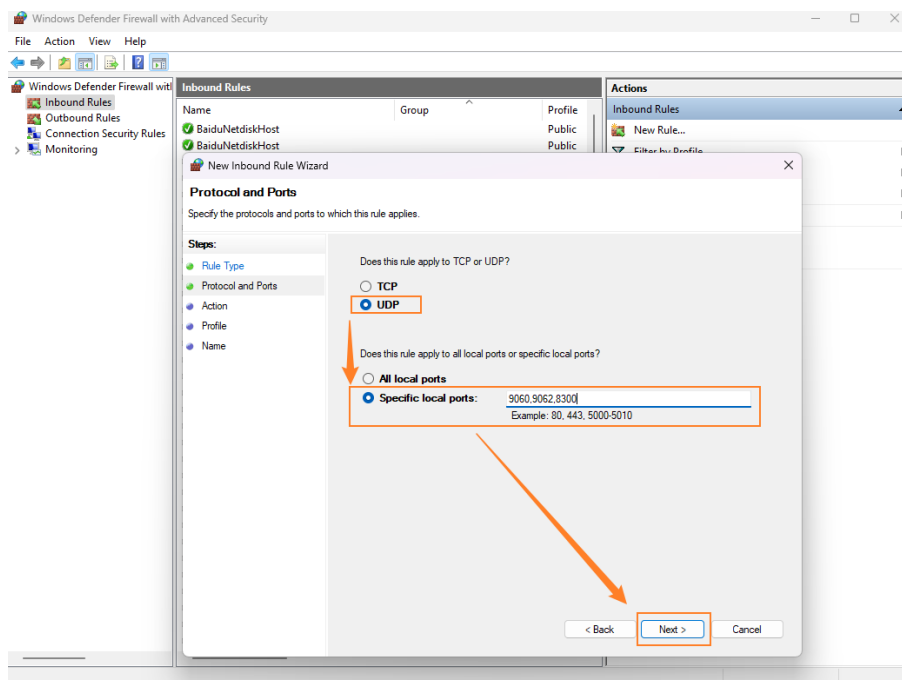 Windows Defender Firewall with Advanced Security
File Action View Help
Windows Defender Firewall witl
Inbound Rules
Outbound Rules
Connection Security Rules
Monitoring
Inbound Rules
Name Group Profile
BaiduNetdiskHost Public
BaiduNetdiskHost Public
Actions
Inbound Rules
New Rule...
Filter by Profile
New Inbound Rule Wizard
Protocol and Ports
Specify the protocols and ports to which this rule applies.
Steps:
Rule Type
Protocol and Ports
Action
Profile
Name
Does this rule apply to TCP or UDP?
TCP
UDP
Does this rule apply to all local ports or specific local ports?
All local ports
Specific local ports: 9060,9062,8300
Example: 80, 443, 5000-5010
< Back Next > Cancel